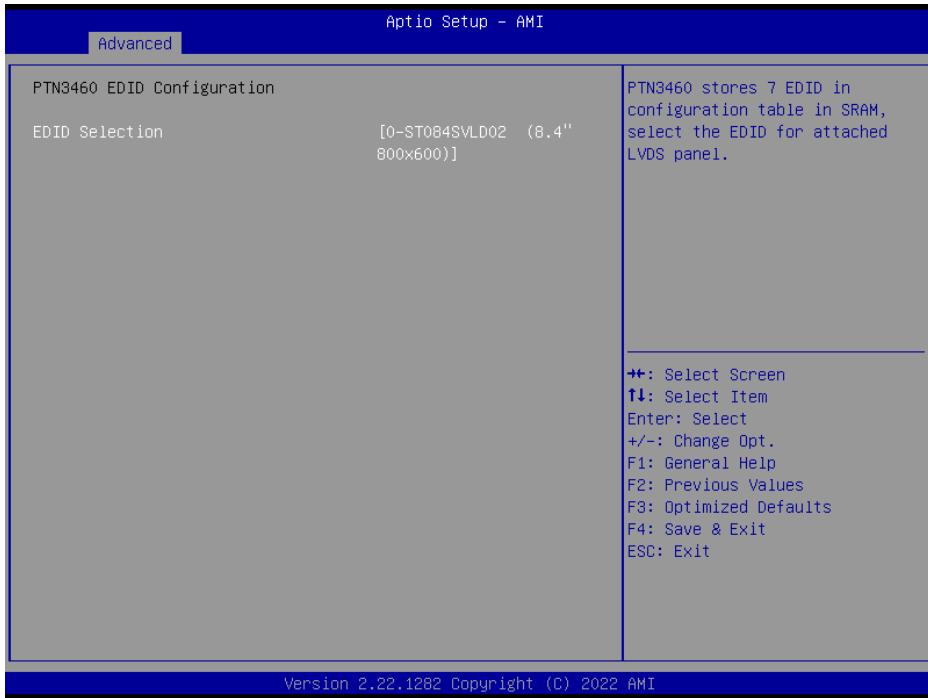 Aptio Setup - AMI
Advanced
PTN3460 EDID Configuration
EDID Selection [0-ST084SVLD02 (8.4"
800x600)]
PTN3460 stores 7 EDID in
configuration table in SRAM,
select the EDID for attached
LVDS panel.
→←: Select Screen
↑↓: Select Item
Enter: Select
+/-: Change Opt.
F1: General Help
F2: Previous Values
F3: Optimized Defaults
F4: Save & Exit
ESC: Exit
Version 2.22.1282 Copyright (C) 2022 AMI